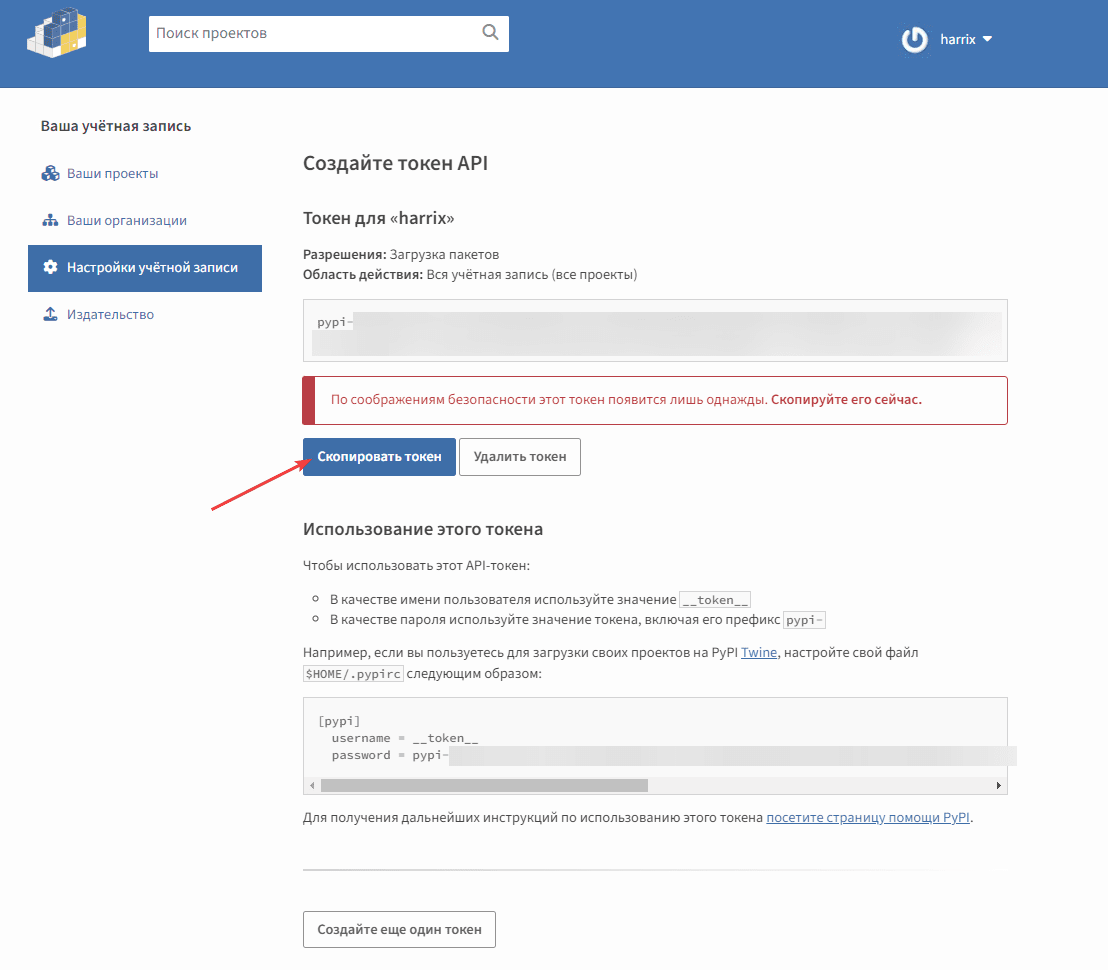 Поиск проектов
harrix
Ваша учётная запись
Ваши проекты
Ваши организации
Настройки учётной записи
Издательство
Создайте токен API
Токен для «harrix»
Разрешения: Загрузка пакетов
Область действия: Вся учётная запись (все проекты)
pypi-
По соображениям безопасности этот токен появится лишь однажды. Скопируйте его сейчас.
Скопировать токен
Удалить токен
Использование этого токена
Чтобы использовать этот API-токен:
В качестве имени пользователя используйте значение __token__
В качестве пароля используйте значение токена, включая его префикс pypi-
Например, если вы пользуетесь для загрузки своих проектов на PyPI Twine, настройте свой файл
$HOME/.pypirc следующим образом:
[pypi]
username = __token__
password = pypi-
Для получения дальнейших инструкций по использованию этого токена посетите страницу помощи PyPI.
Создайте еще один токен